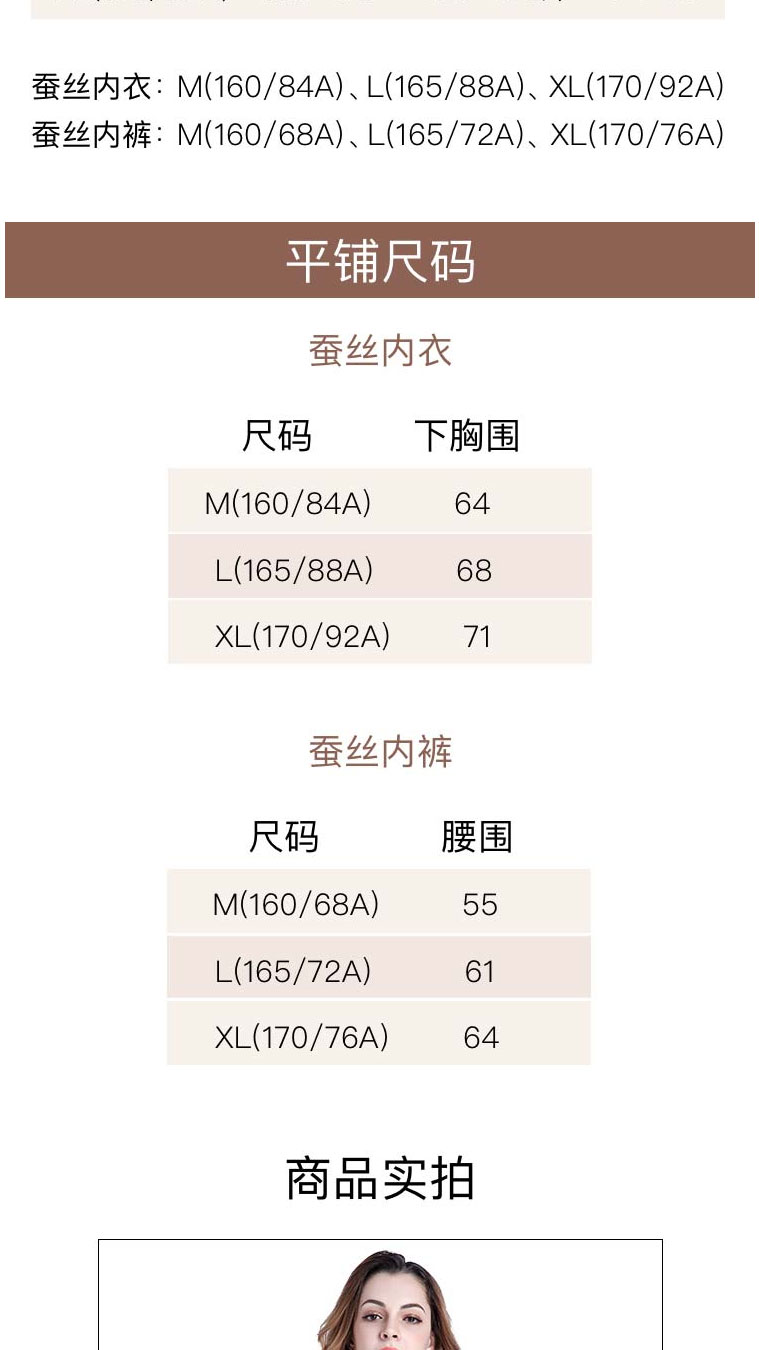 蚕丝内衣：M(160/84A)、L(165/88A)、XL(170/92A)
蚕丝内裤：M(160/68A)、L(165/72A)、XL(170/76A)
平铺尺码
蚕丝内衣
尺码 下胸围
M(160/84A) 64
L(165/88A) 68
XL(170/92A) 71
蚕丝内裤
尺码 腰围
M(160/68A) 55
L(165/72A) 61
XL(170/76A) 64
商品实拍